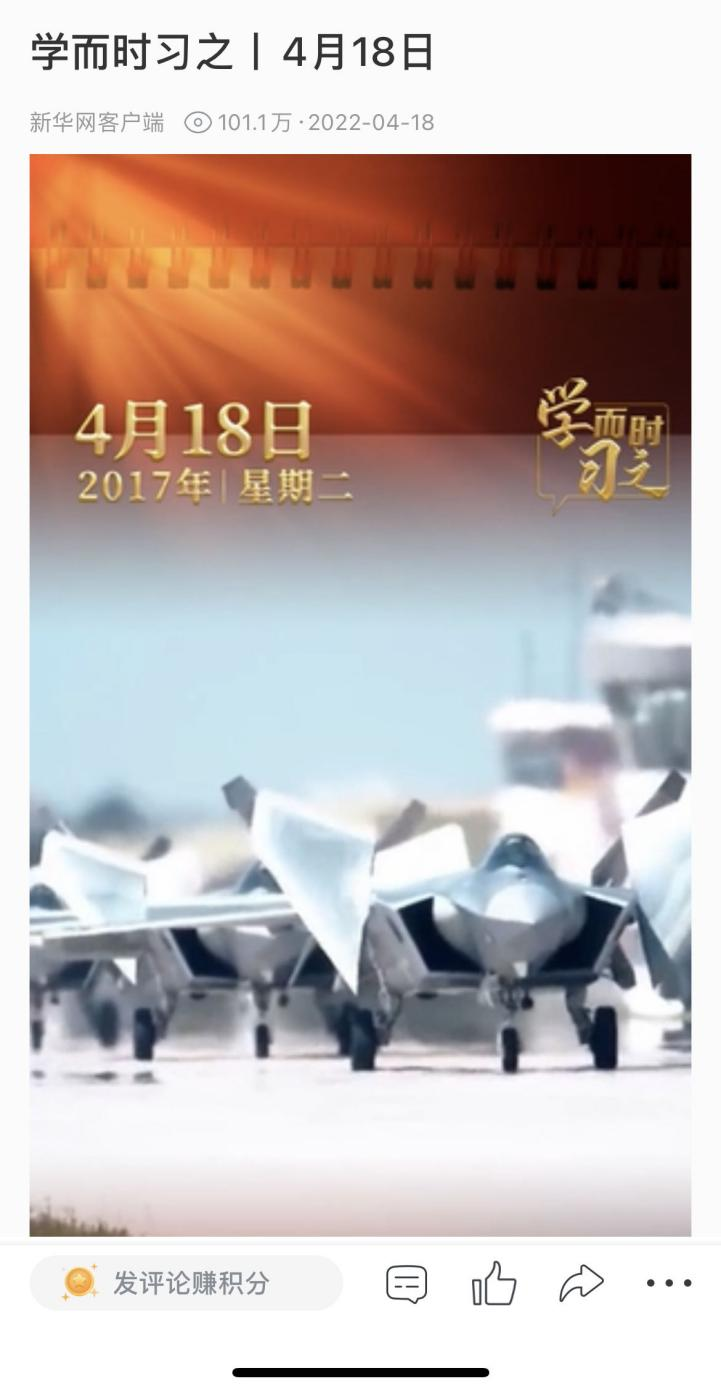 学而时习之丨4月18日
新华网客户端 101.1万·2022-04-18
4月18日
2017年|星期二
学而时
习之
发评论赚积分